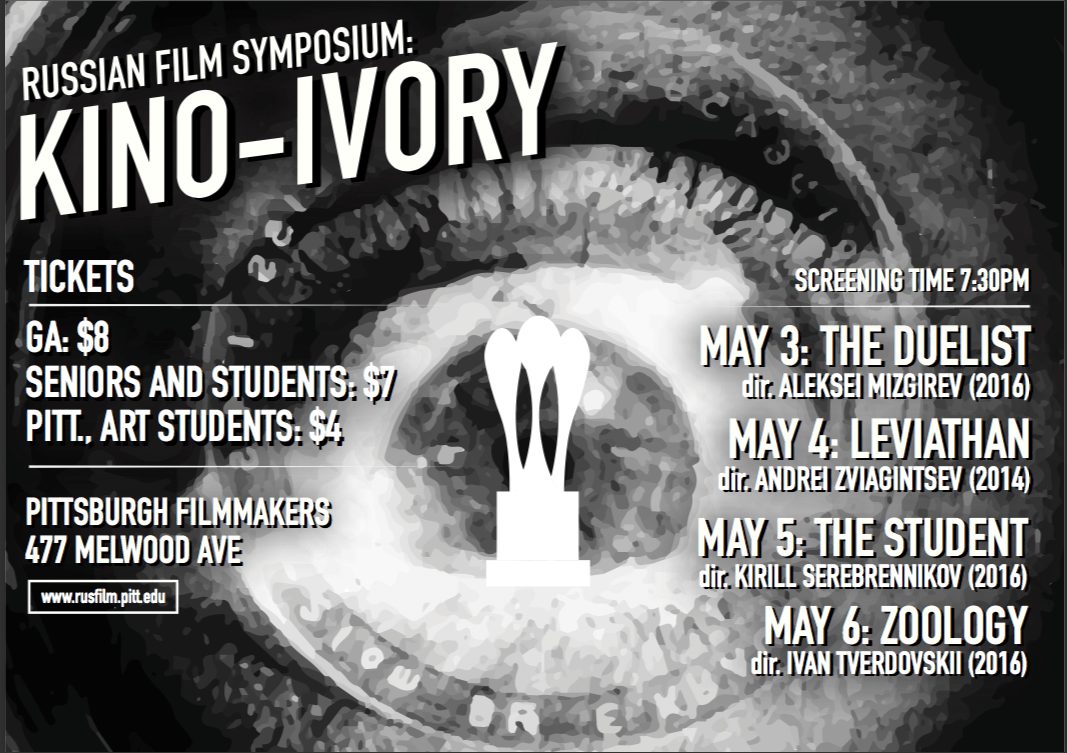 RUSSIAN FILM SYMPOSIUM:
KINO-IVORY
TICKETS
GA: $8
SENIORS AND STUDENTS: $7
PITT., ART STUDENTS: $4
PITTSBURGH FILMMAKERS
477 MELWOOD AVE
www.rusfilm.pitt.edu
SCREENING TIME 7:30PM
MAY 3: THE DUELIST
dir. ALEKSEI MIZGIREV (2016)
MAY 4: LEVIATHAN
dir. ANDREI ZVIAGINTSEV (2014)
MAY 5: THE STUDENT
dir. KIRILL SEREBRENNIKOV (2016)
MAY 6: ZOOLOGY
dir. IVAN TVERDOVSKII (2016)